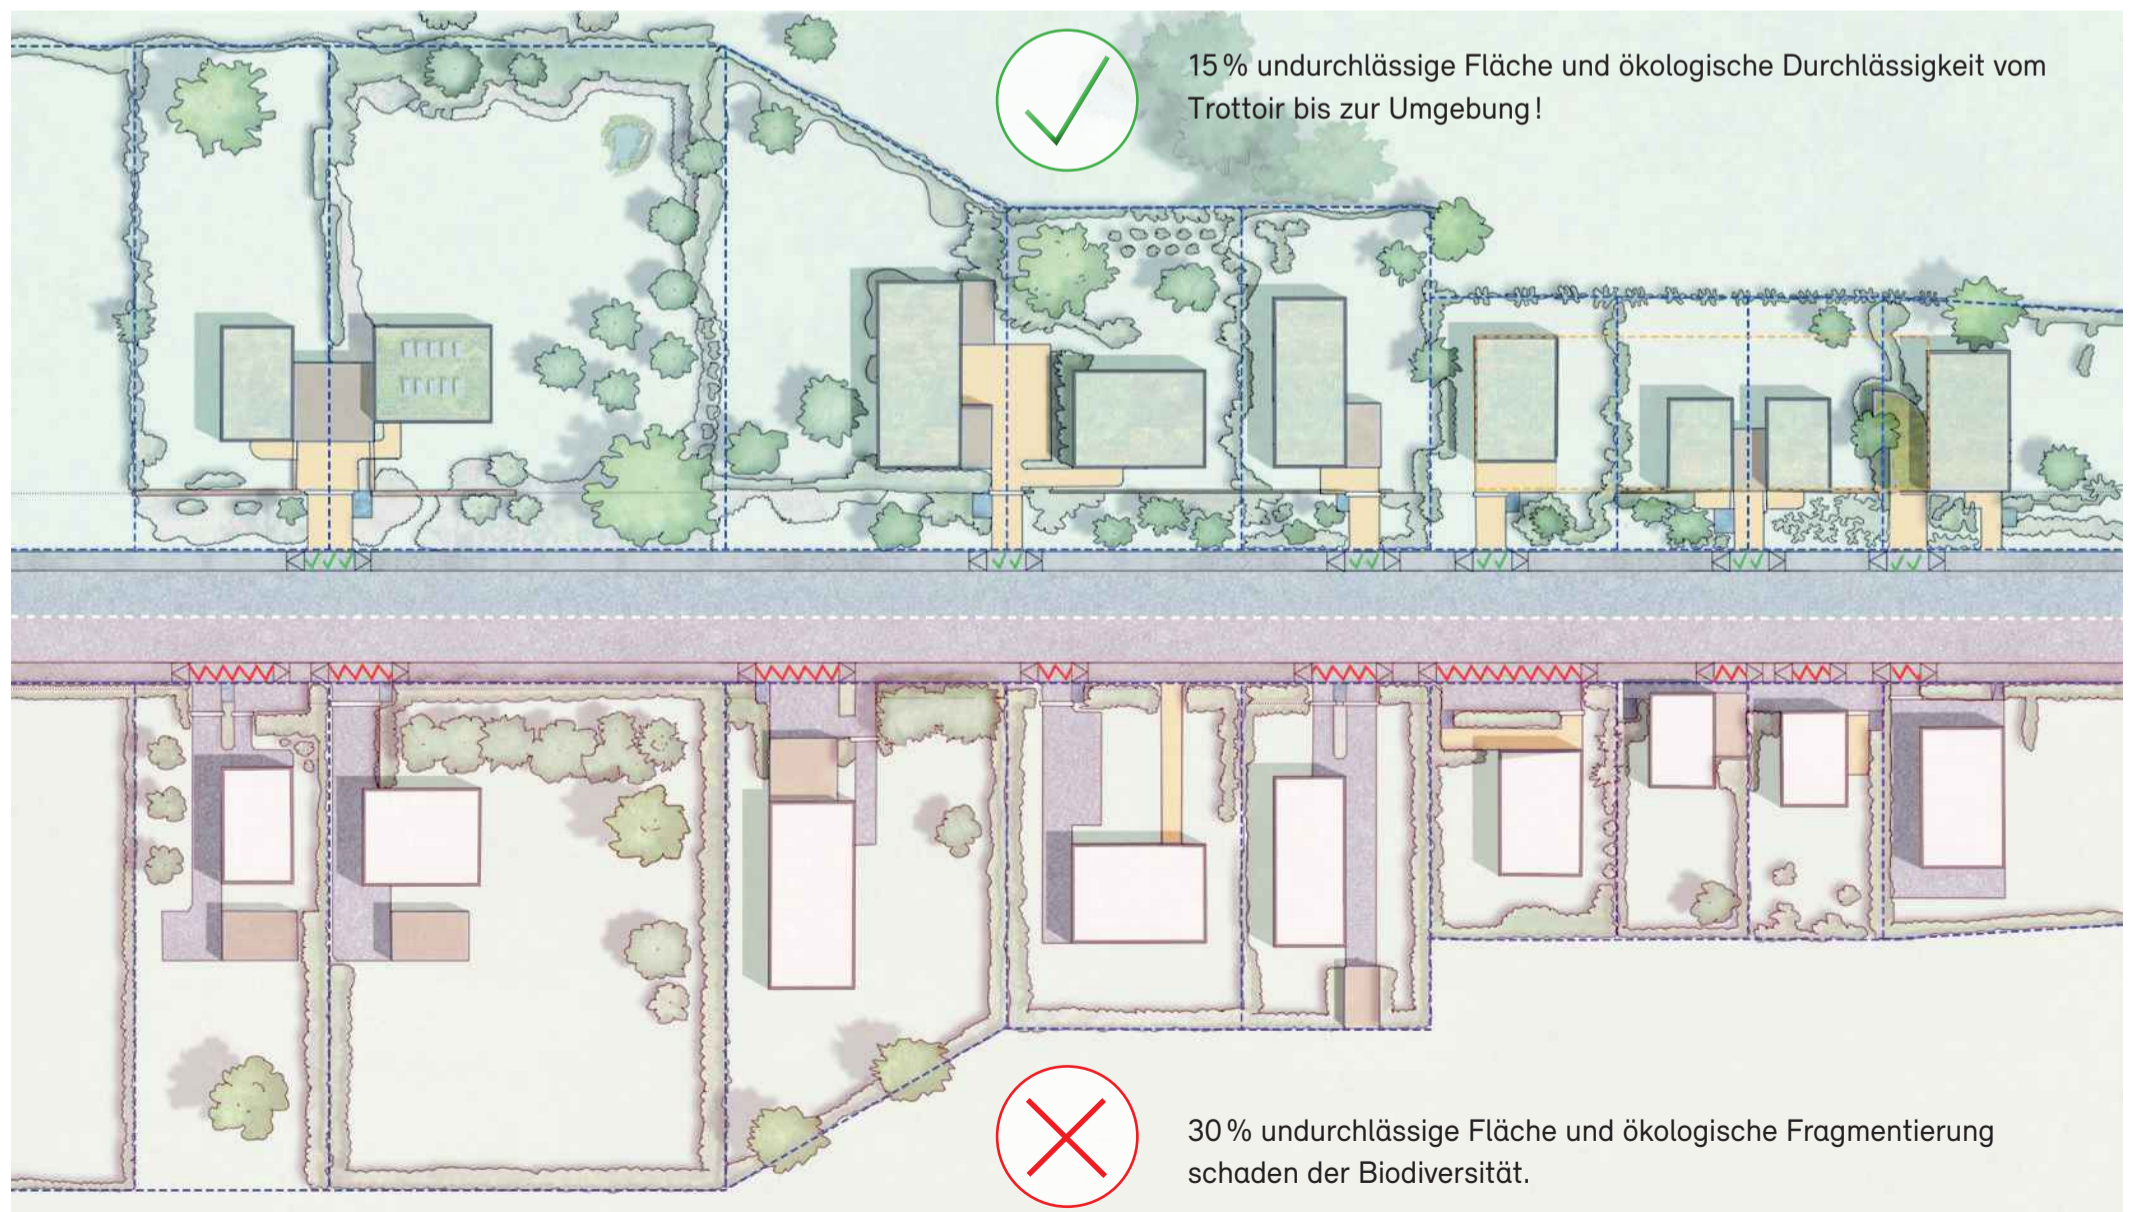 15 % undurchlässige Fläche und ökologische Durchlässigkeit vom
Trottoir bis zur Umgebung !
30 % undurchlässige Fläche und ökologische Fragmentierung
schaden der Biodiversität.